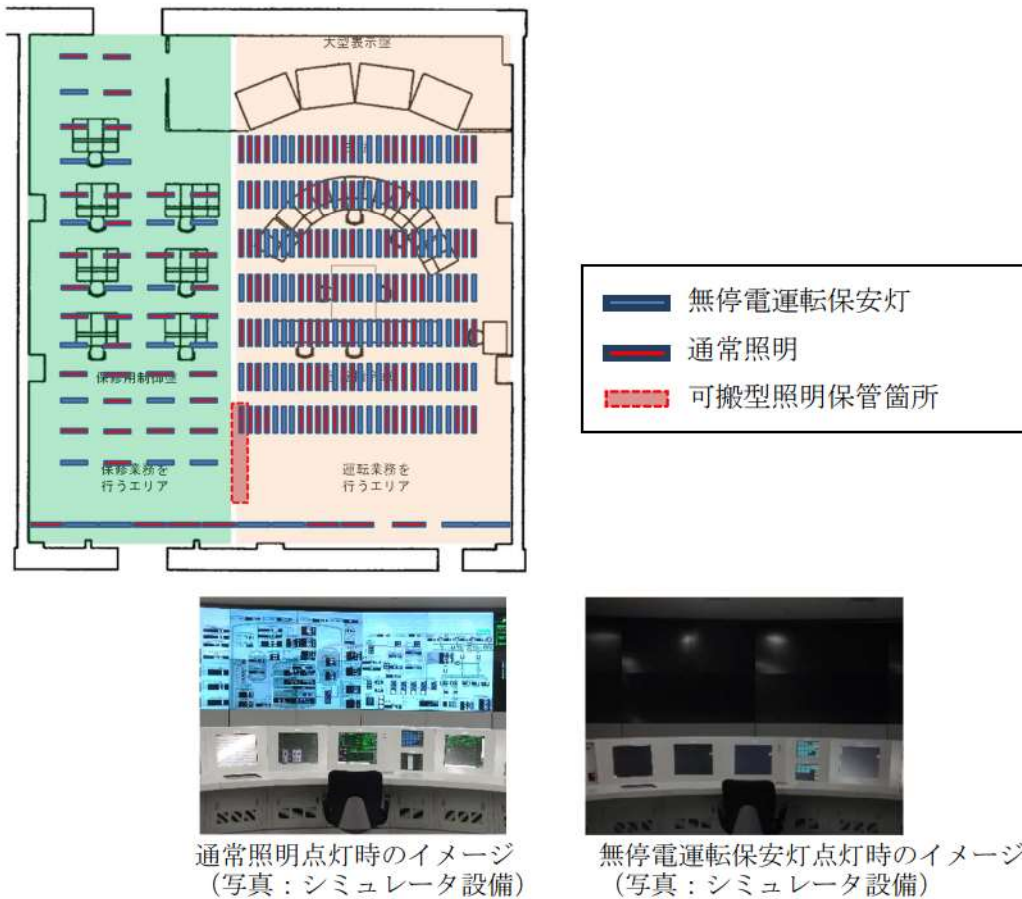 大型表示盤
保修用制御盤
保修業務を
行うエリア
運転業務を
行うエリア
無停電運転保安灯
通常照明
可搬型照明保管箇所
通常照明点灯時のイメージ
（写真：シミュレータ設備）
無停電運転保安灯点灯時のイメージ
（写真：シミュレータ設備）